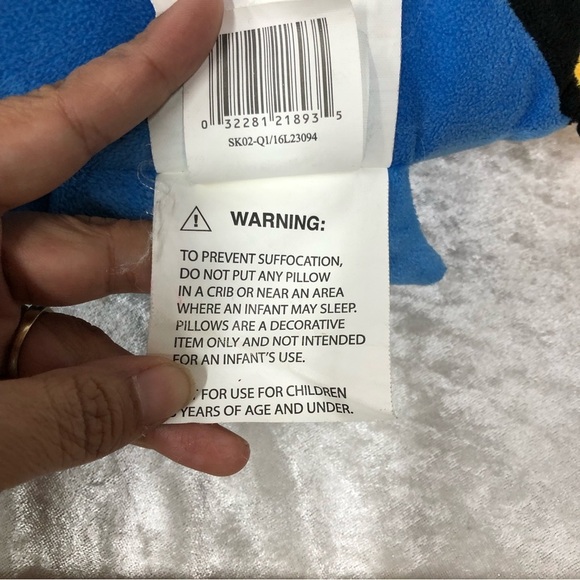 0 32281 21893 5
SK02-Q1/16L23094
WARNING:
TO PREVENT SUFFOCATION,
DO NOT PUT ANY PILLOW
IN A CRIB OR NEAR AN AREA
WHERE AN INFANT MAY SLEEP.
PILLOWS ARE A DECORATIVE
ITEM ONLY AND NOT INTENDED
FOR AN INFANT'S USE.
FOR USE FOR CHILDREN
YEARS OF AGE AND UNDER.